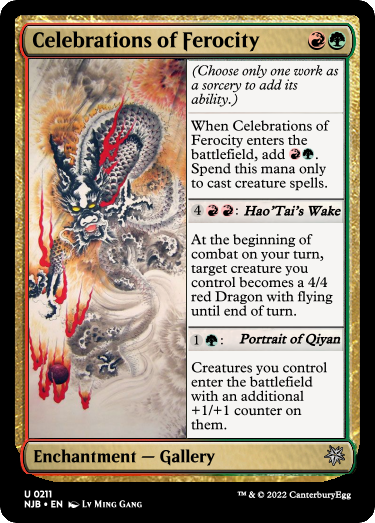 Celebrations of Ferocity
(Choose only one work as
a sorcery to add its
ability.)
When Celebrations of
Ferocity enters the
battlefield, add
Spend this mana only
to cast creature spells.
4 : Hao'Tai's Wake
At the beginning of
combat on your turn,
target creature you
control becomes a 4/4
red Dragon with flying
until end of turn.
1 : Portrait of Qiyan
Creatures you control
enter the battlefield
with an additional
+1/+1 counter on
them.
Enchantment — Gallery
U 0211
NJB • EN Lv Ming Gang
™ & © 2022 CanterburyEgg